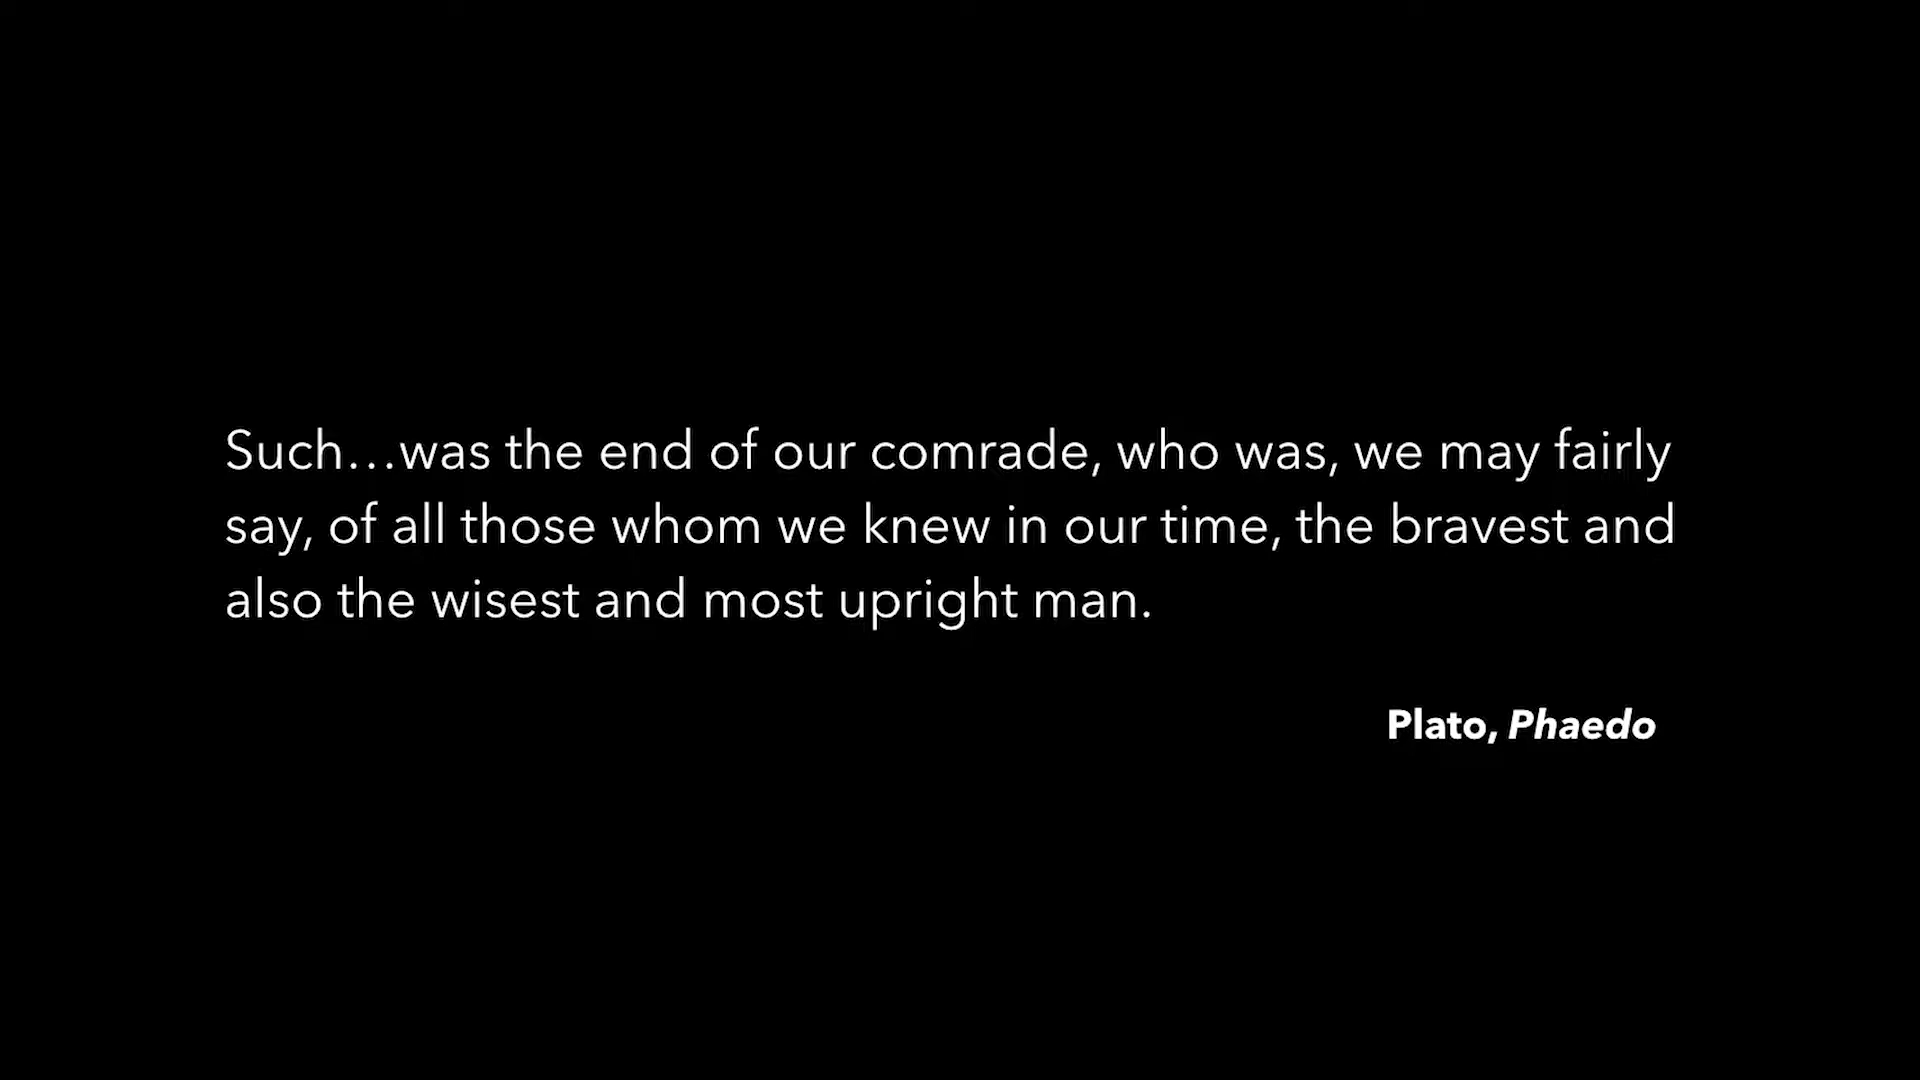 Such…was the end of our comrade, who was, we may fairly
say, of all those whom we knew in our time, the bravest and
also the wisest and most upright man.
Plato, Phaedo